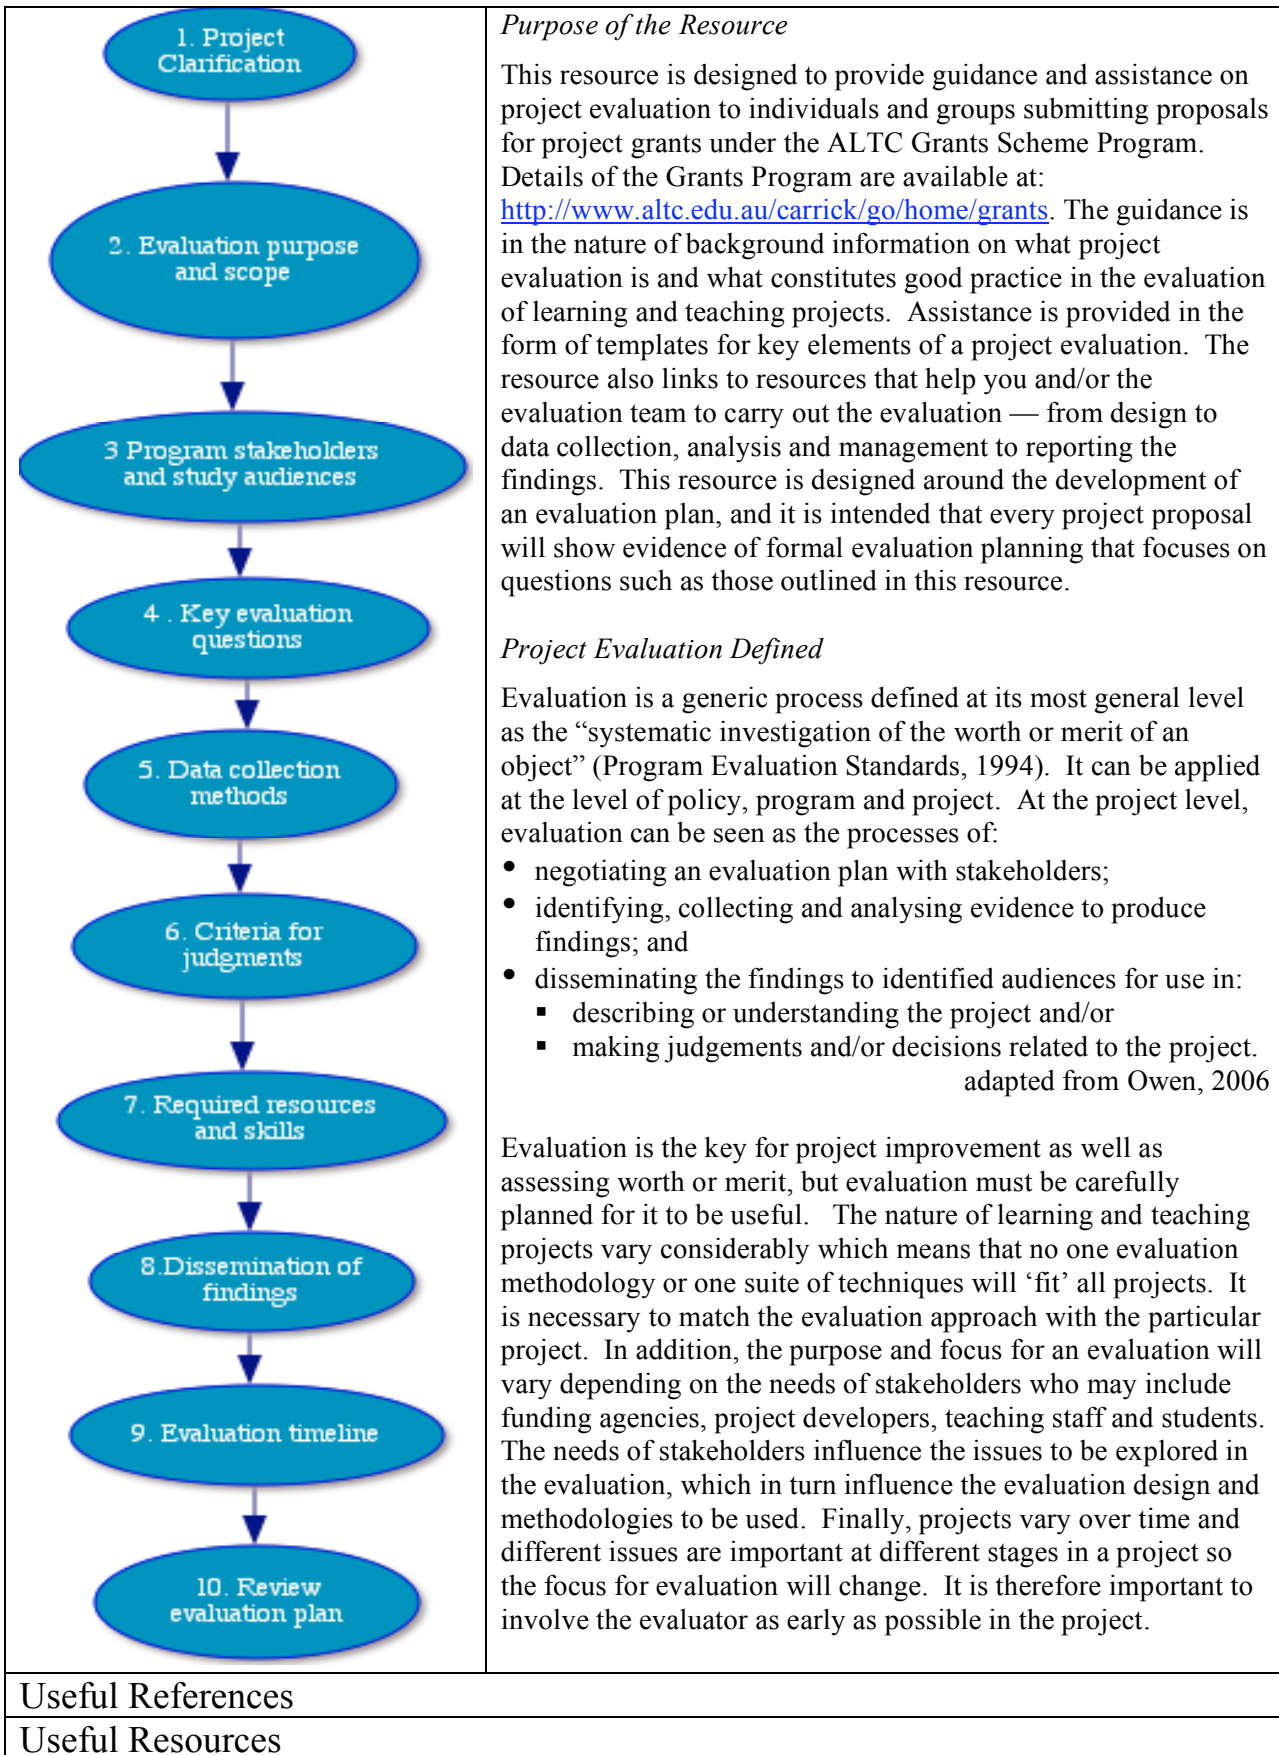 1. Project
Clarification
2. Evaluation purpose
and scope
3 Program stakeholders
and study audiences
4 . Key evaluation
questions
5. Data collection
methods
6. Criteria for
judgments
7. Required resources
and skills
8.Dissemination of
findings
9. Evaluation timeline
10. Review
evaluation plan
Purpose of the Resource
This resource is designed to provide guidance and assistance on
project evaluation to individuals and groups submitting proposals
for project grants under the ALTC Grants Scheme Program.
Details of the Grants Program are available at:
http://www.altc.edu.au/carrick/go/home/grants. The guidance is
in the nature of background information on what project
evaluation is and what constitutes good practice in the evaluation
of learning and teaching projects.  Assistance is provided in the
form of templates for key elements of a project evaluation.  The
resource also links to resources that help you and/or the
evaluation team to carry out the evaluation — from design to
data collection, analysis and management to reporting the
findings.  This resource is designed around the development of
an evaluation plan, and it is intended that every project proposal
will show evidence of formal evaluation planning that focuses on
questions such as those outlined in this resource.
Project Evaluation Defined
Evaluation is a generic process defined at its most general level
as the “systematic investigation of the worth or merit of an
object” (Program Evaluation Standards, 1994).  It can be applied
at the level of policy, program and project.  At the project level,
evaluation can be seen as the processes of:
• negotiating an evaluation plan with stakeholders;
• identifying, collecting and analysing evidence to produce
findings; and
• disseminating the findings to identified audiences for use in:
▪ describing or understanding the project and/or
▪ making judgements and/or decisions related to the project.
adapted from Owen, 2006
Evaluation is the key for project improvement as well as
assessing worth or merit, but evaluation must be carefully
planned for it to be useful.   The nature of learning and teaching
projects vary considerably which means that no one evaluation
methodology or one suite of techniques will ‘fit’ all projects.  It
is necessary to match the evaluation approach with the particular
project.  In addition, the purpose and focus for an evaluation will
vary depending on the needs of stakeholders who may include
funding agencies, project developers, teaching staff and students.
The needs of stakeholders influence the issues to be explored in
the evaluation, which in turn influence the evaluation design and
methodologies to be used.  Finally, projects vary over time and
different issues are important at different stages in a project so
the focus for evaluation will change.  It is therefore important to
involve the evaluator as early as possible in the project.
Useful References
Useful Resources